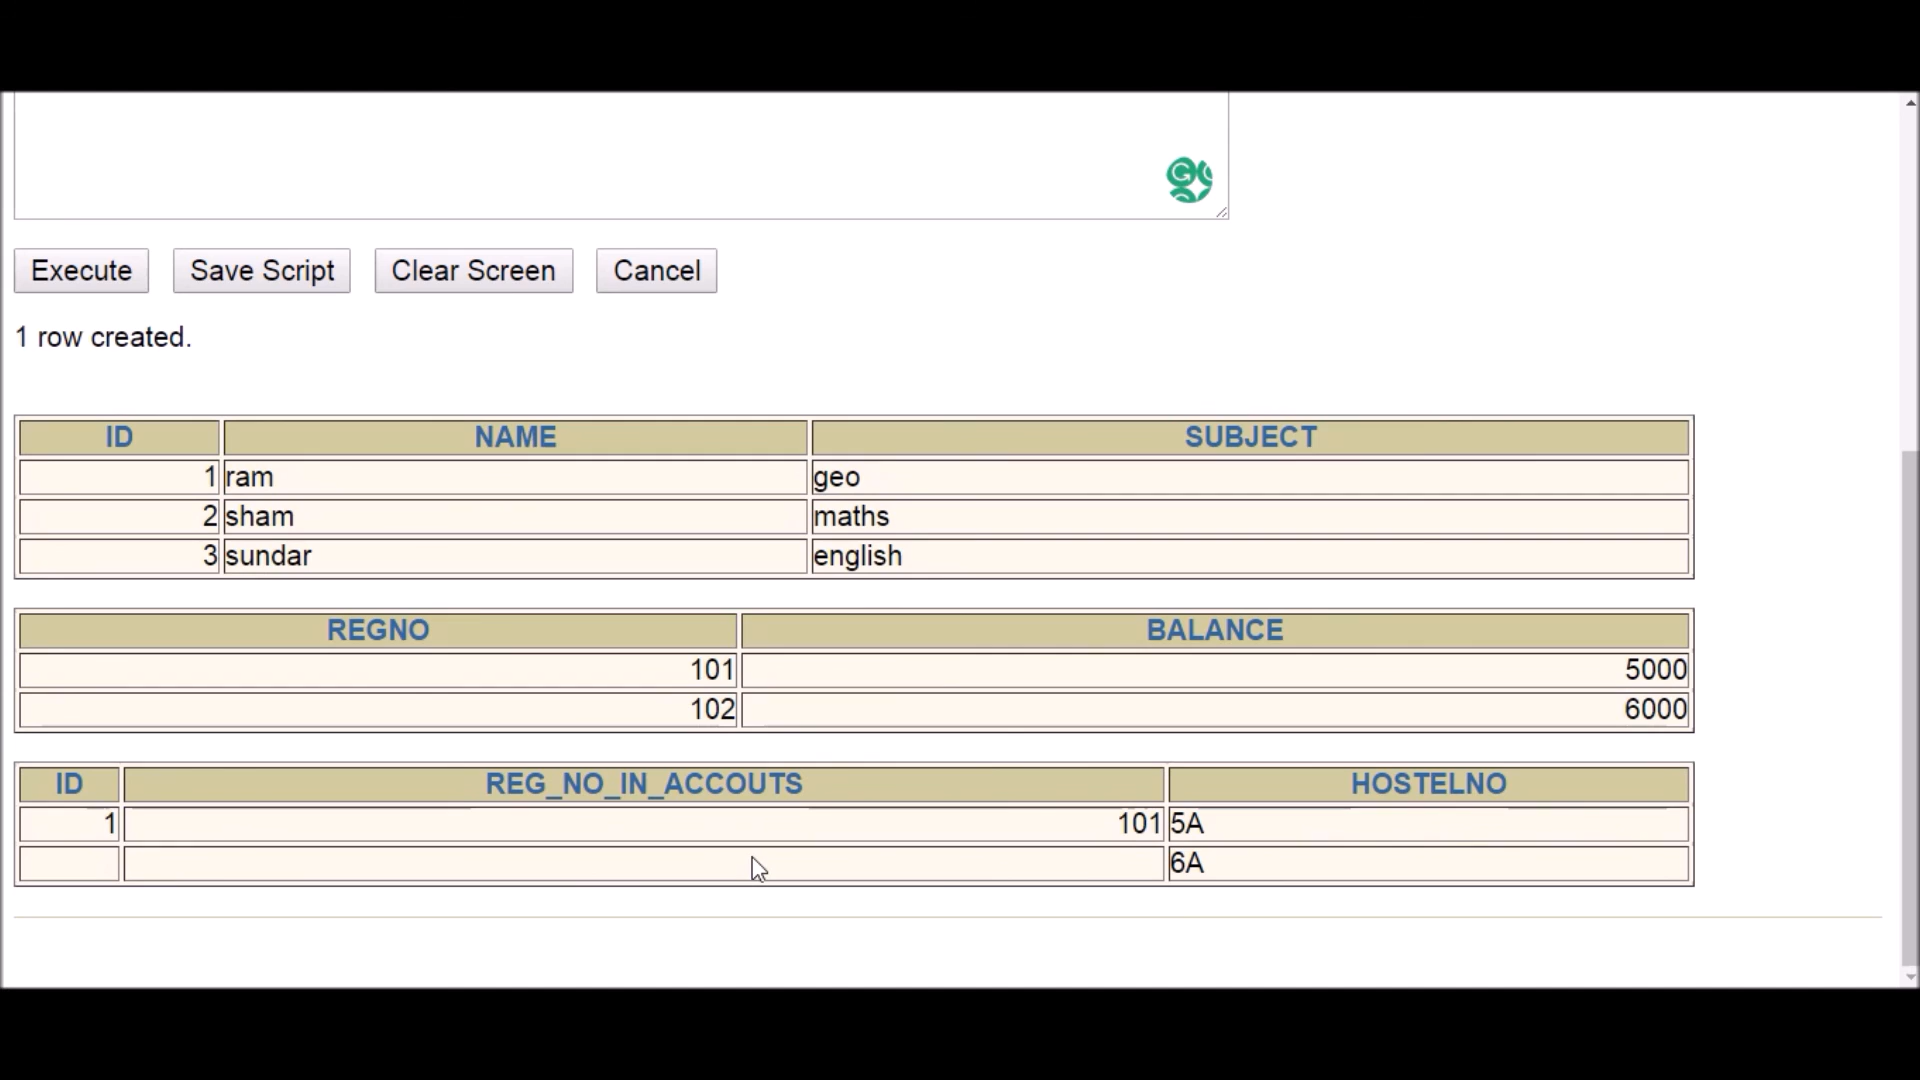 Execute Save Script Clear Screen Cancel
1 row created.
ID NAME SUBJECT
1 ram geo
2 sham maths
3 sundar english
REGNO BALANCE
101 5000
102 6000
ID REG_NO_IN_ACCOUTS HOSTELNO
1 101 5A
6A